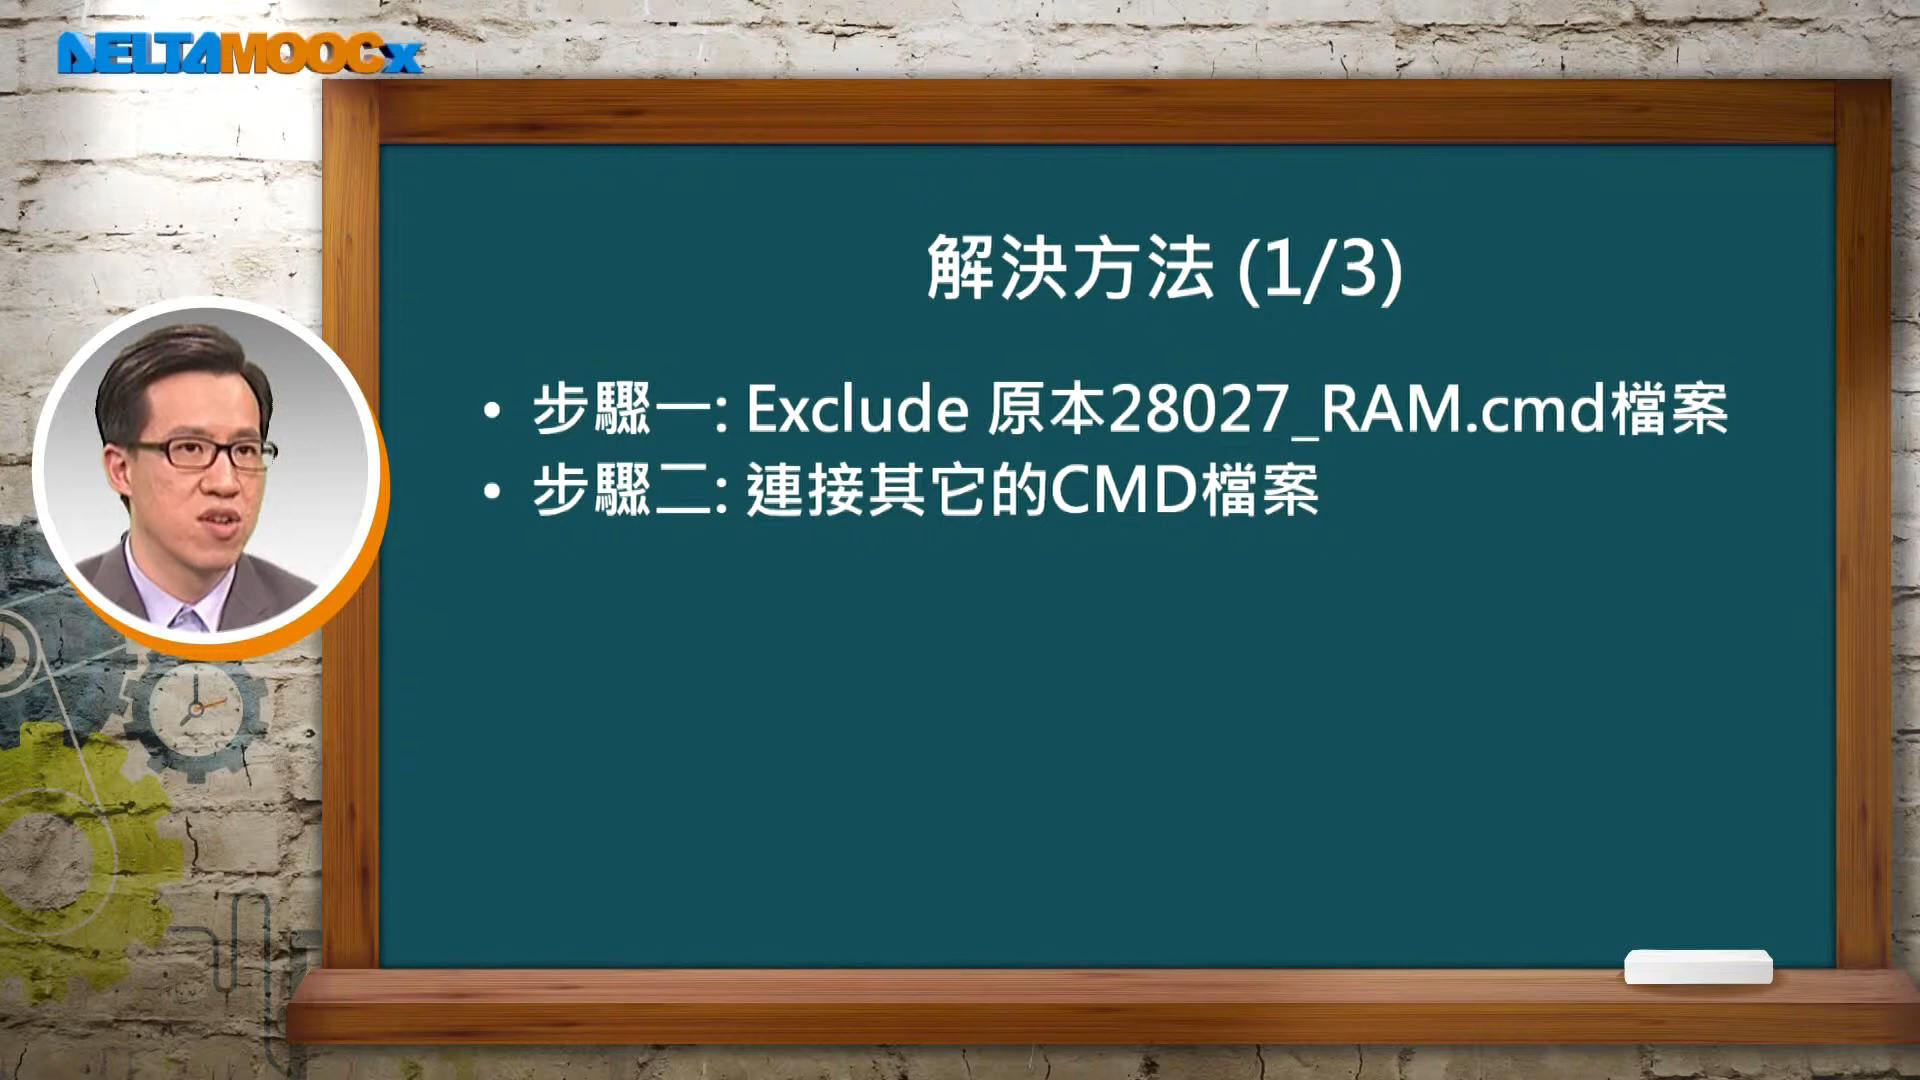 DELTAMOOCx
解決方法 (1/3)
• 步驟一: Exclude 原本28027_RAM.cmd檔案
• 步驟二: 連接其它的CMD檔案